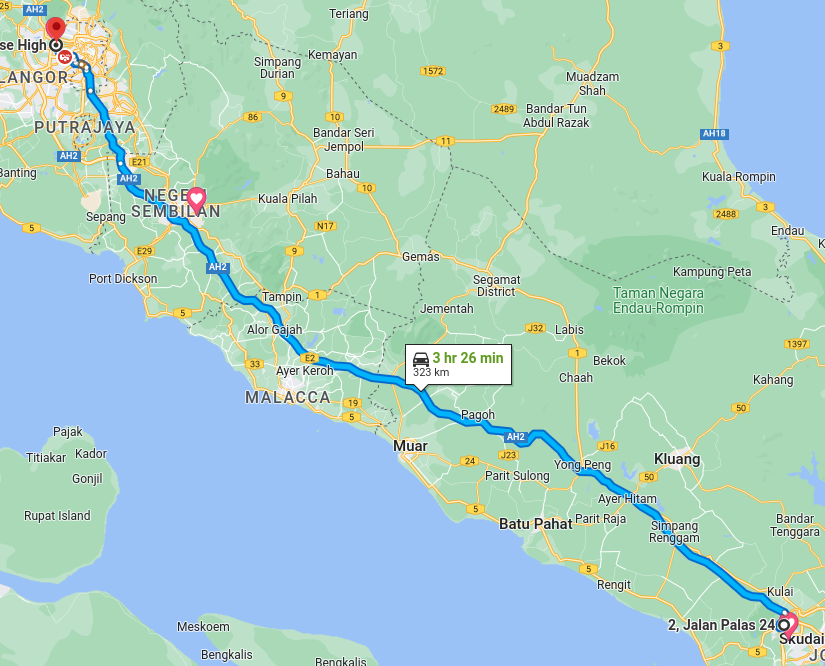 AH2
25
Teriang
3
se High
Kemayan
Simpang
Durian
1572
LANGOR
Muadzam
Shah
9
2489
Bandar Tun
Abdul Razak
86
10
PUTRAJAYA
Bandar Seri
Jempol
11
AH18
AH2
E21
Banting
AH2
Bahau
10
Kuala Rompin
NEGERI
SEMBILAN
Kuala Pilah
3
2488
Sepang
5
N17
Endau
K
E29
9
Gemas
AH2
Kampung Peta
Port Dickson
Segamat
District
Tampin
1
Taman Negara
Endau-Rompin
5
Jementah
Alor Gajah
J32
Labis
1397
3 hr 26 min
323 km
1
E2
Bekok
33
Ayer Keroh
Chaah
Kahang
MALACCA
19
50
5
Pagoh
Pajak
AH2
Muar
J16
Kador
Titiakar
J23
Kluang
24
Yong Peng
Gonjil
Parit Sulong
50
Ayer Hitam
5
Rupat Island
Batu Pahat
Parit Raja
Simpang
Renggam
Bandar
Tenggara
5
Rengit
Kulai
Meskoem
2, Jalan Palas 24
Skudai
5
JO
Bengkalis
Bengkalis